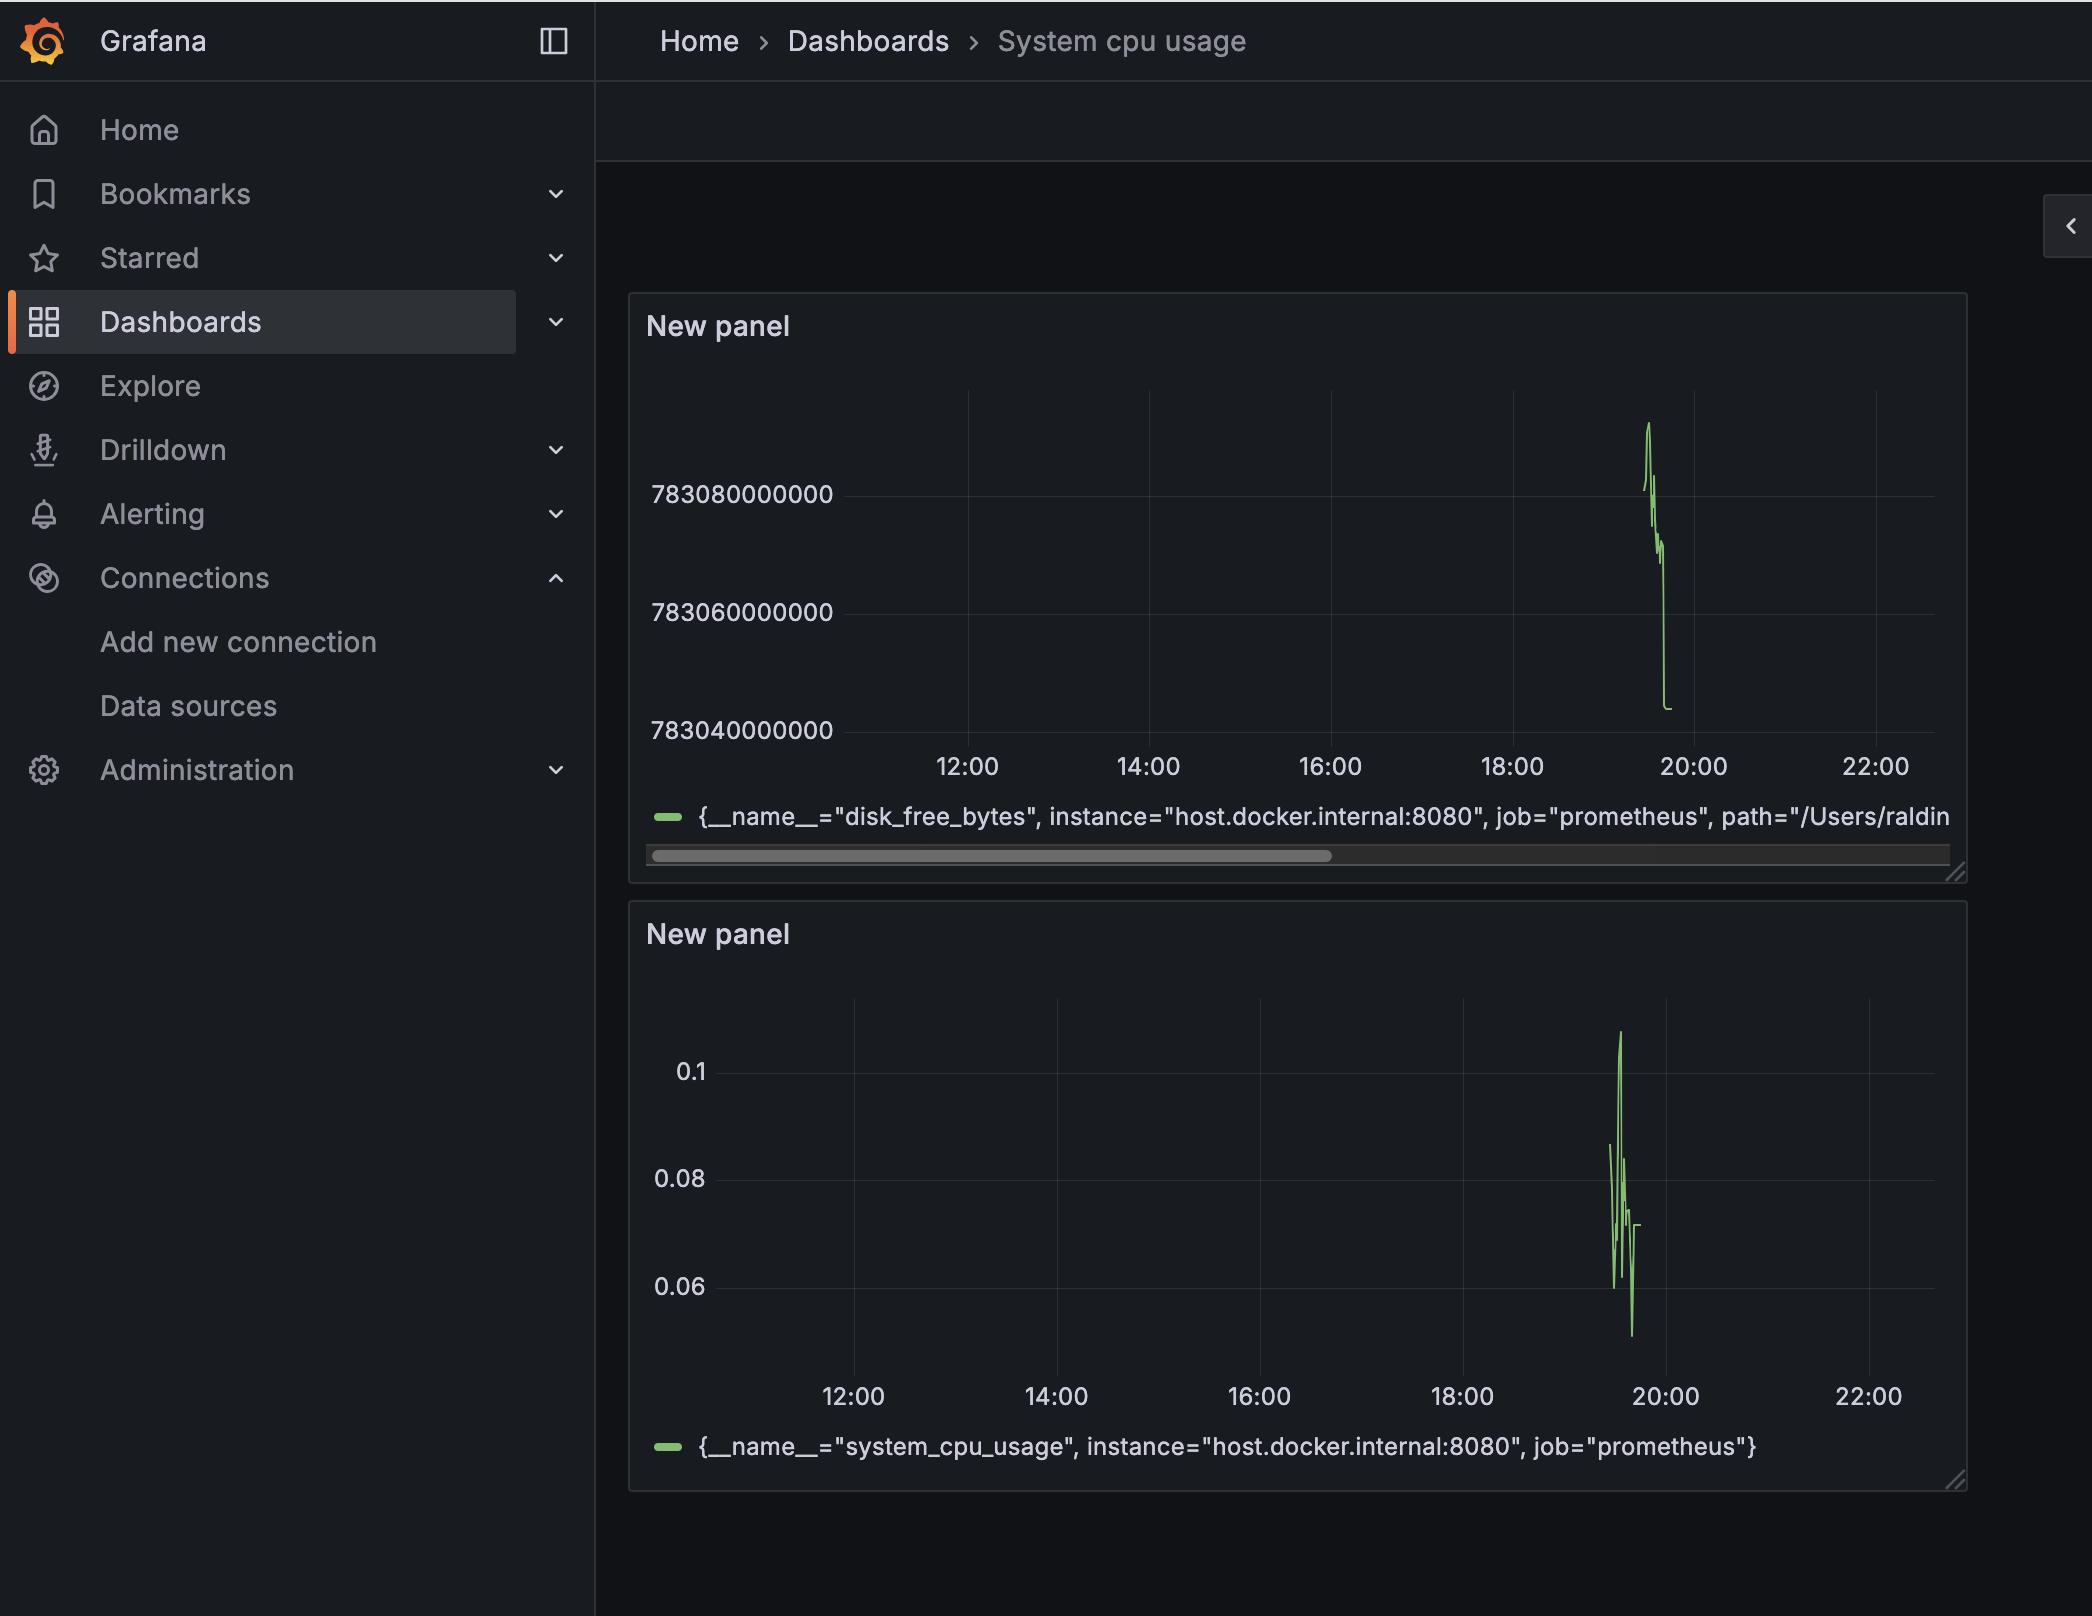 Grafana
Home › Dashboards › System cpu usage
Home
Bookmarks
Starred
Dashboards
Explore
Drilldown
Alerting
Connections
Add new connection
Data sources
Administration
New panel
783080000000
783060000000
783040000000
12:00 14:00 16:00 18:00 20:00 22:00
{__name__="disk_free_bytes", instance="host.docker.internal:8080", job="prometheus", path="/Users/raldin
New panel
0.1
0.08
0.06
12:00 14:00 16:00 18:00 20:00 22:00
{__name__="system_cpu_usage", instance="host.docker.internal:8080", job="prometheus"}